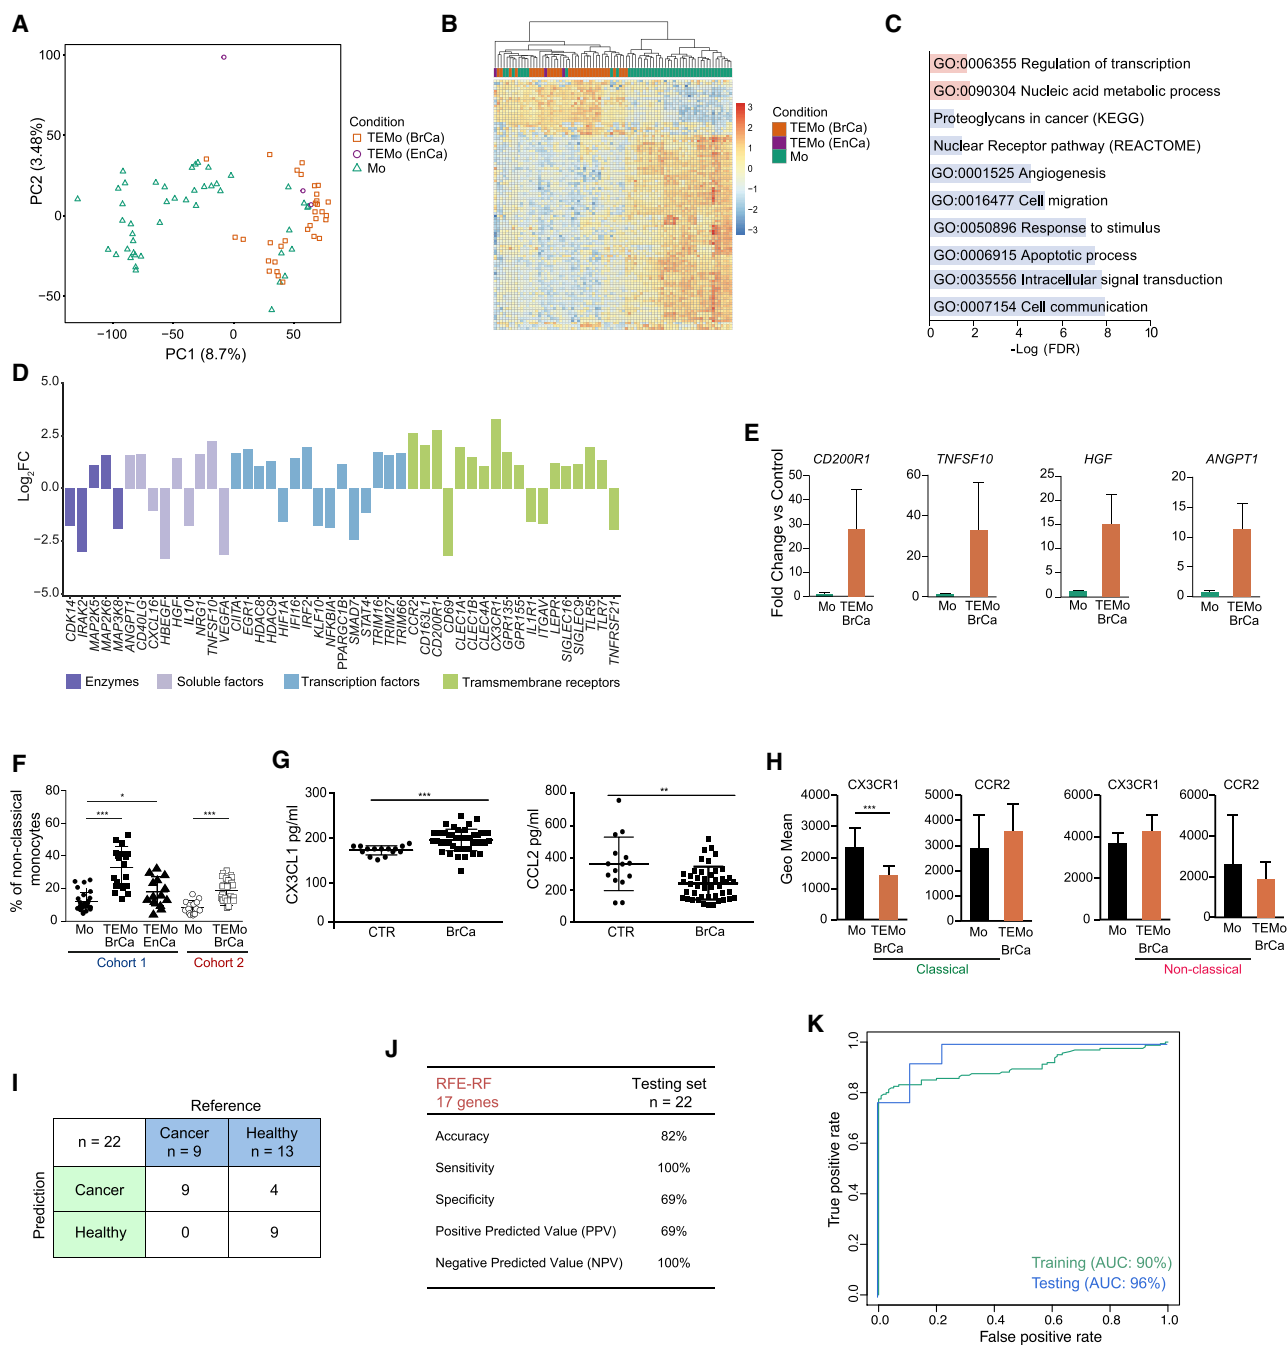 A
PC2 (3.48%)
100
50
0
−50
−100
−50
0
50
PC1 (8.7%)
Condition
TEMo (BrCa)
TEMo (EnCa)
Mo
B
3
2
1
0
−1
−2
−3
Condition
TEMo (BrCa)
TEMo (EnCa)
Mo
C
GO:0006355 Regulation of transcription
GO:0090304 Nucleic acid metabolic process
Proteoglycans in cancer (KEGG)
Nuclear Receptor pathway (REACTOME)
GO:0001525 Angiogenesis
GO:0016477 Cell migration
GO:0050896 Response to stimulus
GO:0006915 Apoptotic process
GO:0035556 Intracellular signal transduction
GO:0007154 Cell communication
0 2 4 6 8 10
-Log (FDR)
D
Log2FC
5.0
2.5
0.0
−2.5
−5.0
CDK14
IRAK2
MAP2K5
MAP2K6
MAP3K8
ANGPT1
CD40LG
CXCL16
HBEGF
HGF
IL10
NRG1
TNFSF10
VEGFA
CIITA
EGR1
HDAC8
HDAC9
HIF1A
IFI16
IRF2
KLF10
NFKBIA
PPARGC1B
SMAD7
STAT4
TRIM16
TRIM27
TRIM66
CCR2
CD163L1
CD200R1
CD69
CLEC1A
CLEC1B
CLEC4A
CX3CR1
GPR135
GPR155
IL1R1
ITGAV
LEPR
SIGLEC16
SIGLEC9
TLR5
TLR7
TNFRSF21
Enzymes
Soluble factors
Transcription factors
Tramsmembrane receptors
E
Fold Change vs Control
CD200R1
50
40
30
20
10
0
Mo TEMo
BrCa
TNFSF10
60
40
20
0
Mo TEMo
BrCa
HGF
25
20
15
10
5
0
Mo TEMo
BrCa
ANGPT1
20
15
10
5
0
Mo TEMo
BrCa
F
% of non-classical
monocytes
80
60
40
20
0
*
***
***
Mo TEMo TEMo Mo TEMo
BrCa EnCa BrCa
Cohort 1 Cohort 2
G
CX3CL1 pg/ml
300
200
100
0
***
CTR BrCa
CCL2 pg/ml
800
600
400
200
0
**
CTR BrCa
H
Geo Mean
CX3CR1
4000
3000
2000
1000
0
***
Mo TEMo
BrCa
CCR2
5000
4000
3000
2000
1000
0
Mo TEMo
BrCa
Classical
CX3CR1
6000
4000
2000
0
Mo TEMo
BrCa
CCR2
6000
4000
2000
0
Mo TEMo
BrCa
Non-classical
I
Reference
Prediction
n = 22
Cancer
n = 9
Healthy
n = 13
Cancer 9 4
Healthy 0 9
J
RFE-RF
17 genes
Testing set
n = 22
Accuracy 82%
Sensitivity 100%
Specificity 69%
Positive Predicted Value (PPV) 69%
Negative Predicted Value (NPV) 100%
K
True positive rate
1.0
0.8
0.6
0.4
0.2
0.0
Training (AUC: 90%)
Testing (AUC: 96%)
0.0 0.2 0.4 0.6 0.8 1.0
False positive rate